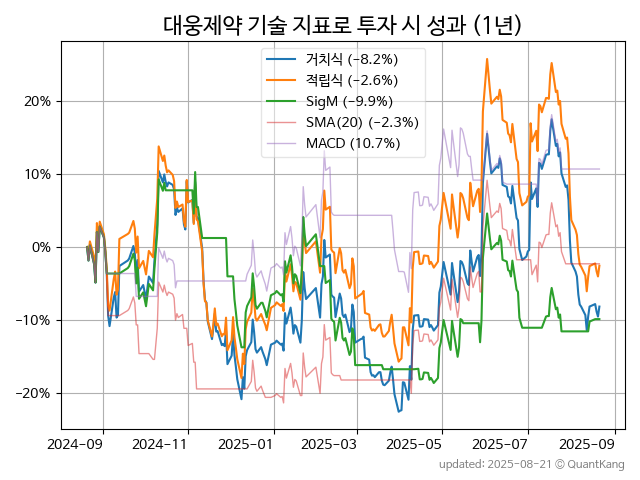 대웅제약 기술 지표로 투자 시 성과 (1년)
거치식 (−8.2%)
적립식 (−2.6%)
SigM (−9.9%)
SMA(20) (−2.3%)
MACD (10.7%)
20%
10%
0%
−10%
−20%
2024-09 2024-11 2025-01 2025-03 2025-05 2025-07 2025-09
updated: 2025-08-21 © QuantKang